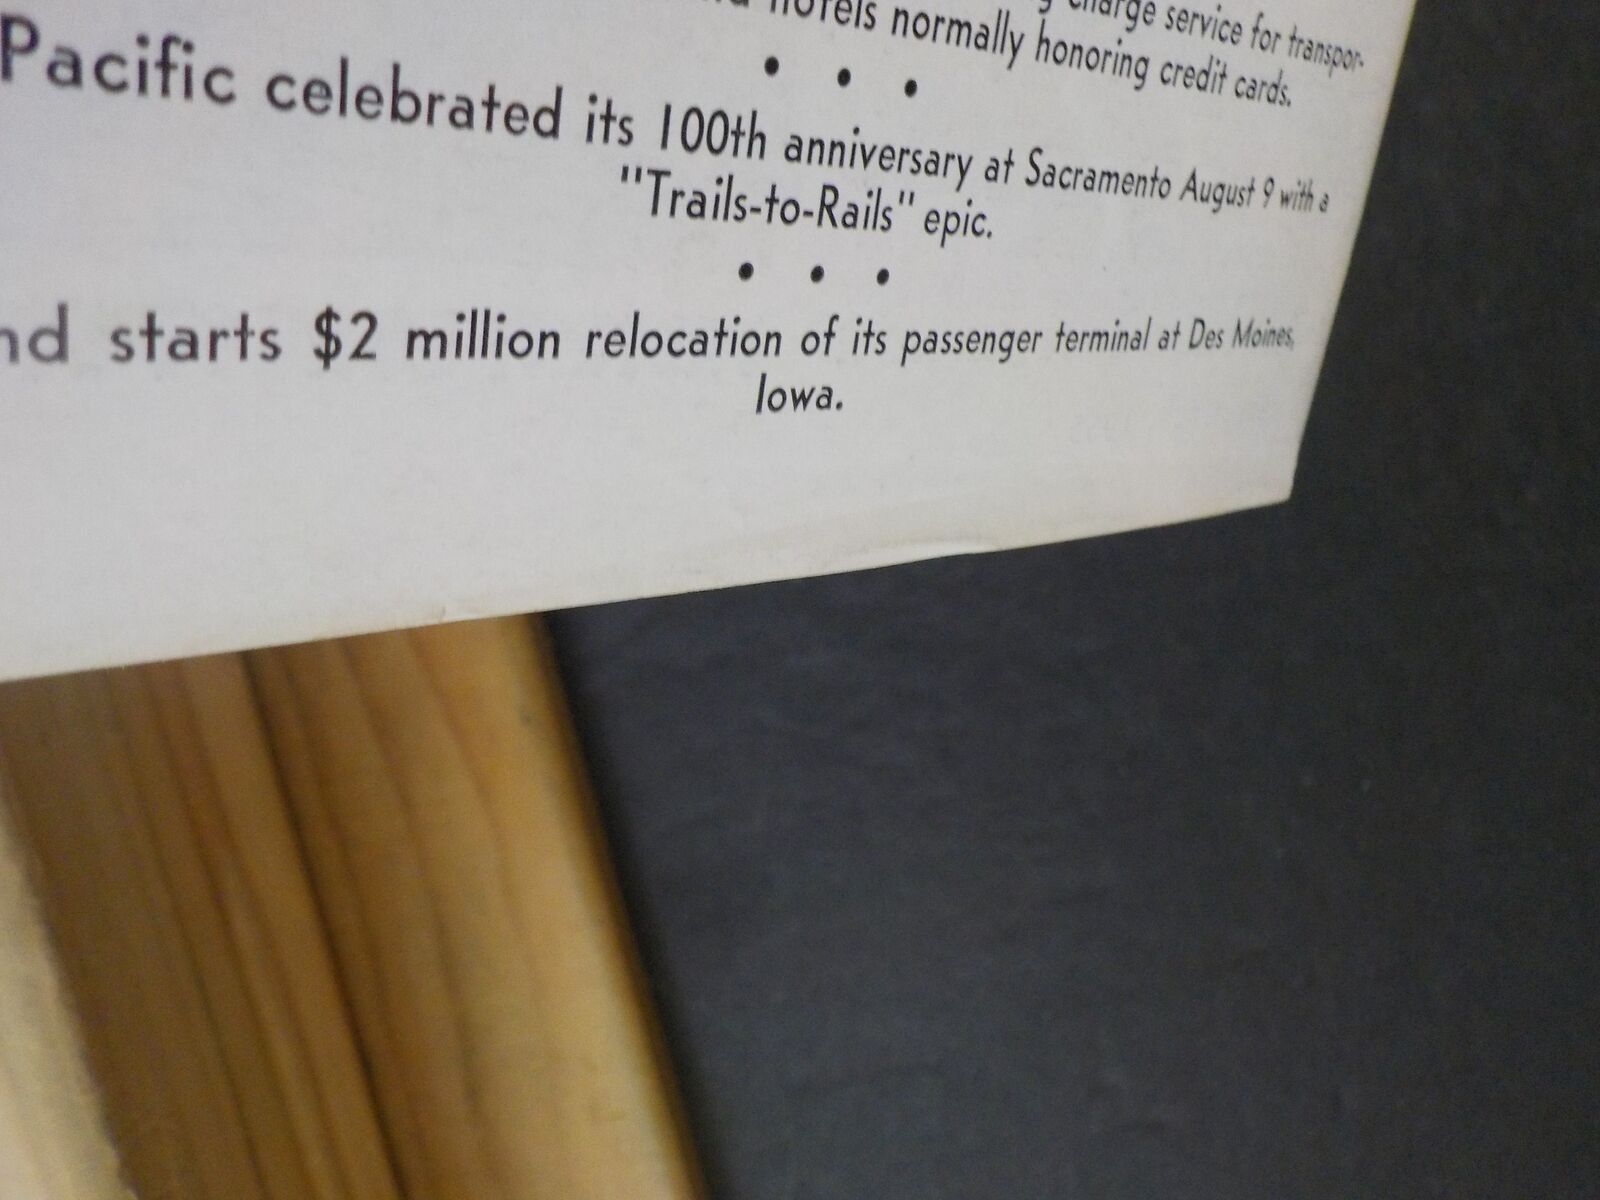 charge service for transpor-
hotels normally honoring credit cards.
• • •
Pacific celebrated its 100th anniversary at Sacramento August 9 with a
"Trails-to-Rails" epic.
• • •
nd starts $2 million relocation of its passenger terminal at Des Moines,
Iowa.